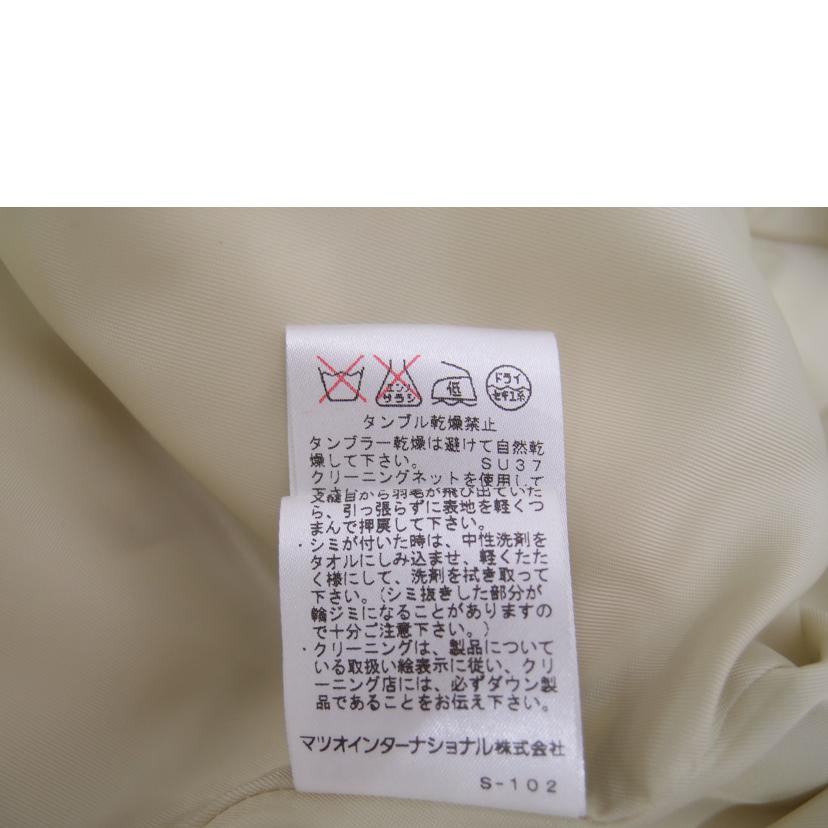 エンソ
サラシ
低
ドライ
セキユ系
タンブル乾燥禁止
タンブラー乾燥は避けて自然乾
燥して下さい。 SU37
クリーニングネットを使用して
から羽毛が飛び出ていた
ら、引っ張らずに表地を軽くつ
まんで押戻して下さい。
・シミが付いた時は、中性洗剤を
タオルにしみ込ませ、軽くたた
く様にして、洗剤を拭き取って
下さい。(シミ抜きした部分が
輪ジミになることがありますの
で十分ご注意下さい。)
・クリーニングは、製品について
いる取扱い絵表示に従い、クリ
ーニング店には、必ずダウン製
品であることをお伝え下さい。
マツオインターナショナル株式会社
S-102